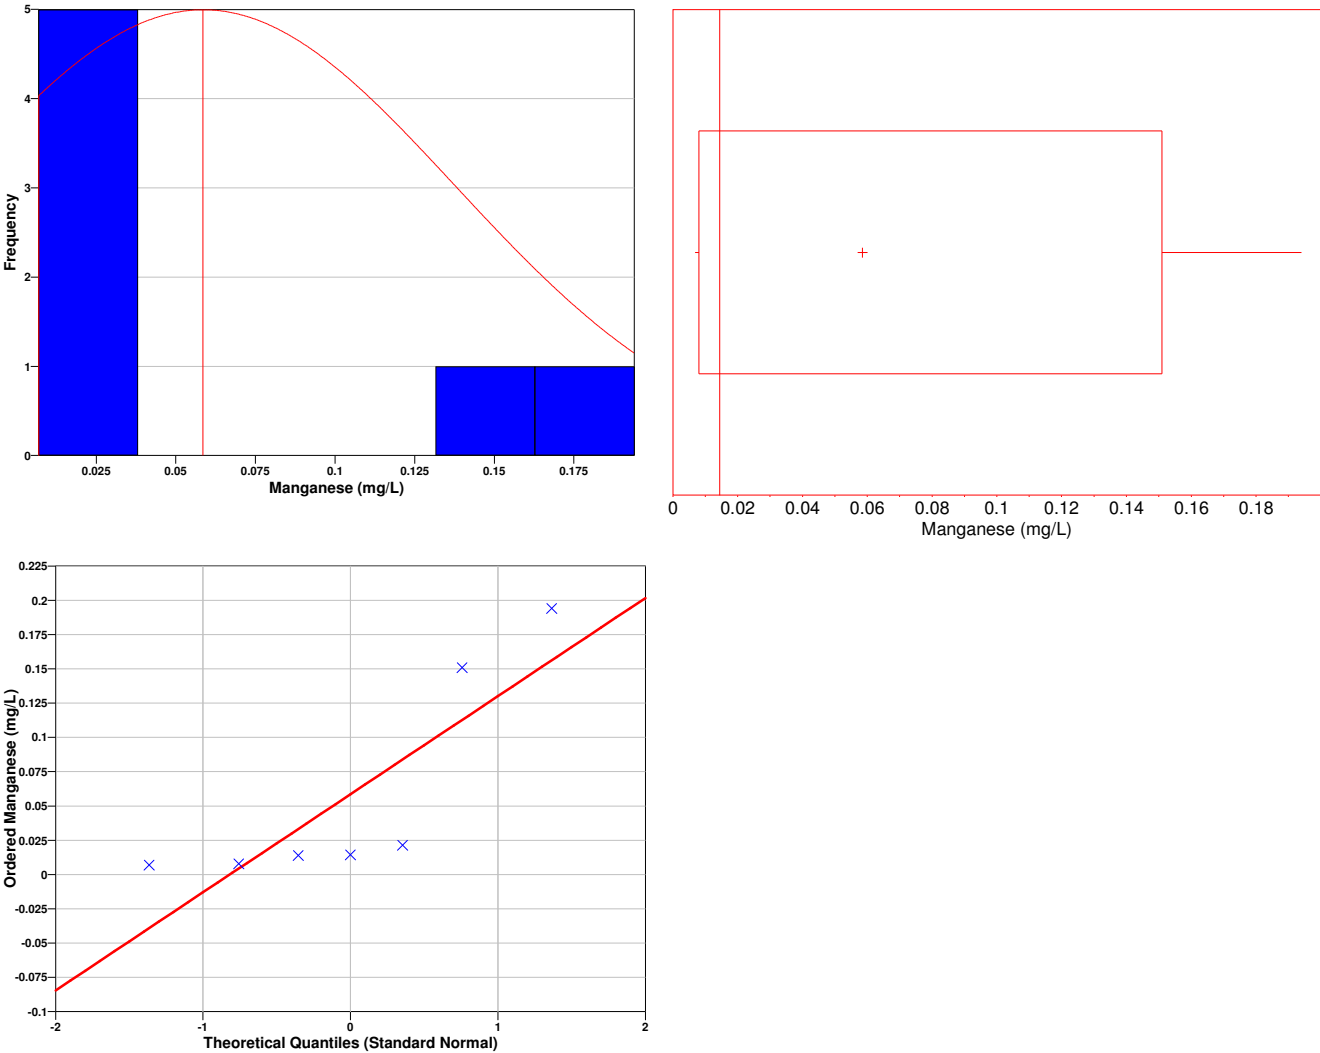 5
4
3
2
1
0
Frequency
0.025 0.05 0.075 0.1 0.125 0.15 0.175
Manganese (mg/L)
0 0.02 0.04 0.06 0.08 0.1 0.12 0.14 0.16 0.18
Manganese (mg/L)
0.225
0.2
0.175
0.15
0.125
0.1
0.075
0.05
0.025
0
-0.025
-0.05
-0.075
-0.1
Ordered Manganese (mg/L)
-2 -1 0 1 2
Theoretical Quantiles (Standard Normal)